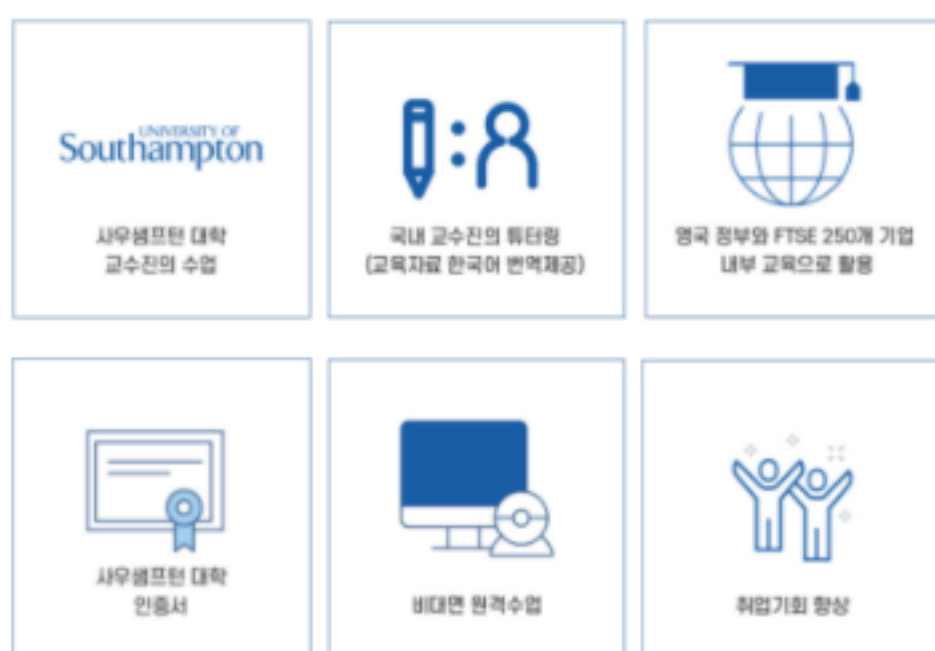 UNIVERSITY OF
Southampton
사우샘프턴 대학
교수진의 수업
국내 교수진의 튜터링
(교육자료 한국어 번역제공)
영국 정부와 FTSE 250개 기업
내부 교육으로 활용
사우샘프턴 대학
인증서
비대면 원격수업
취업기회 향상